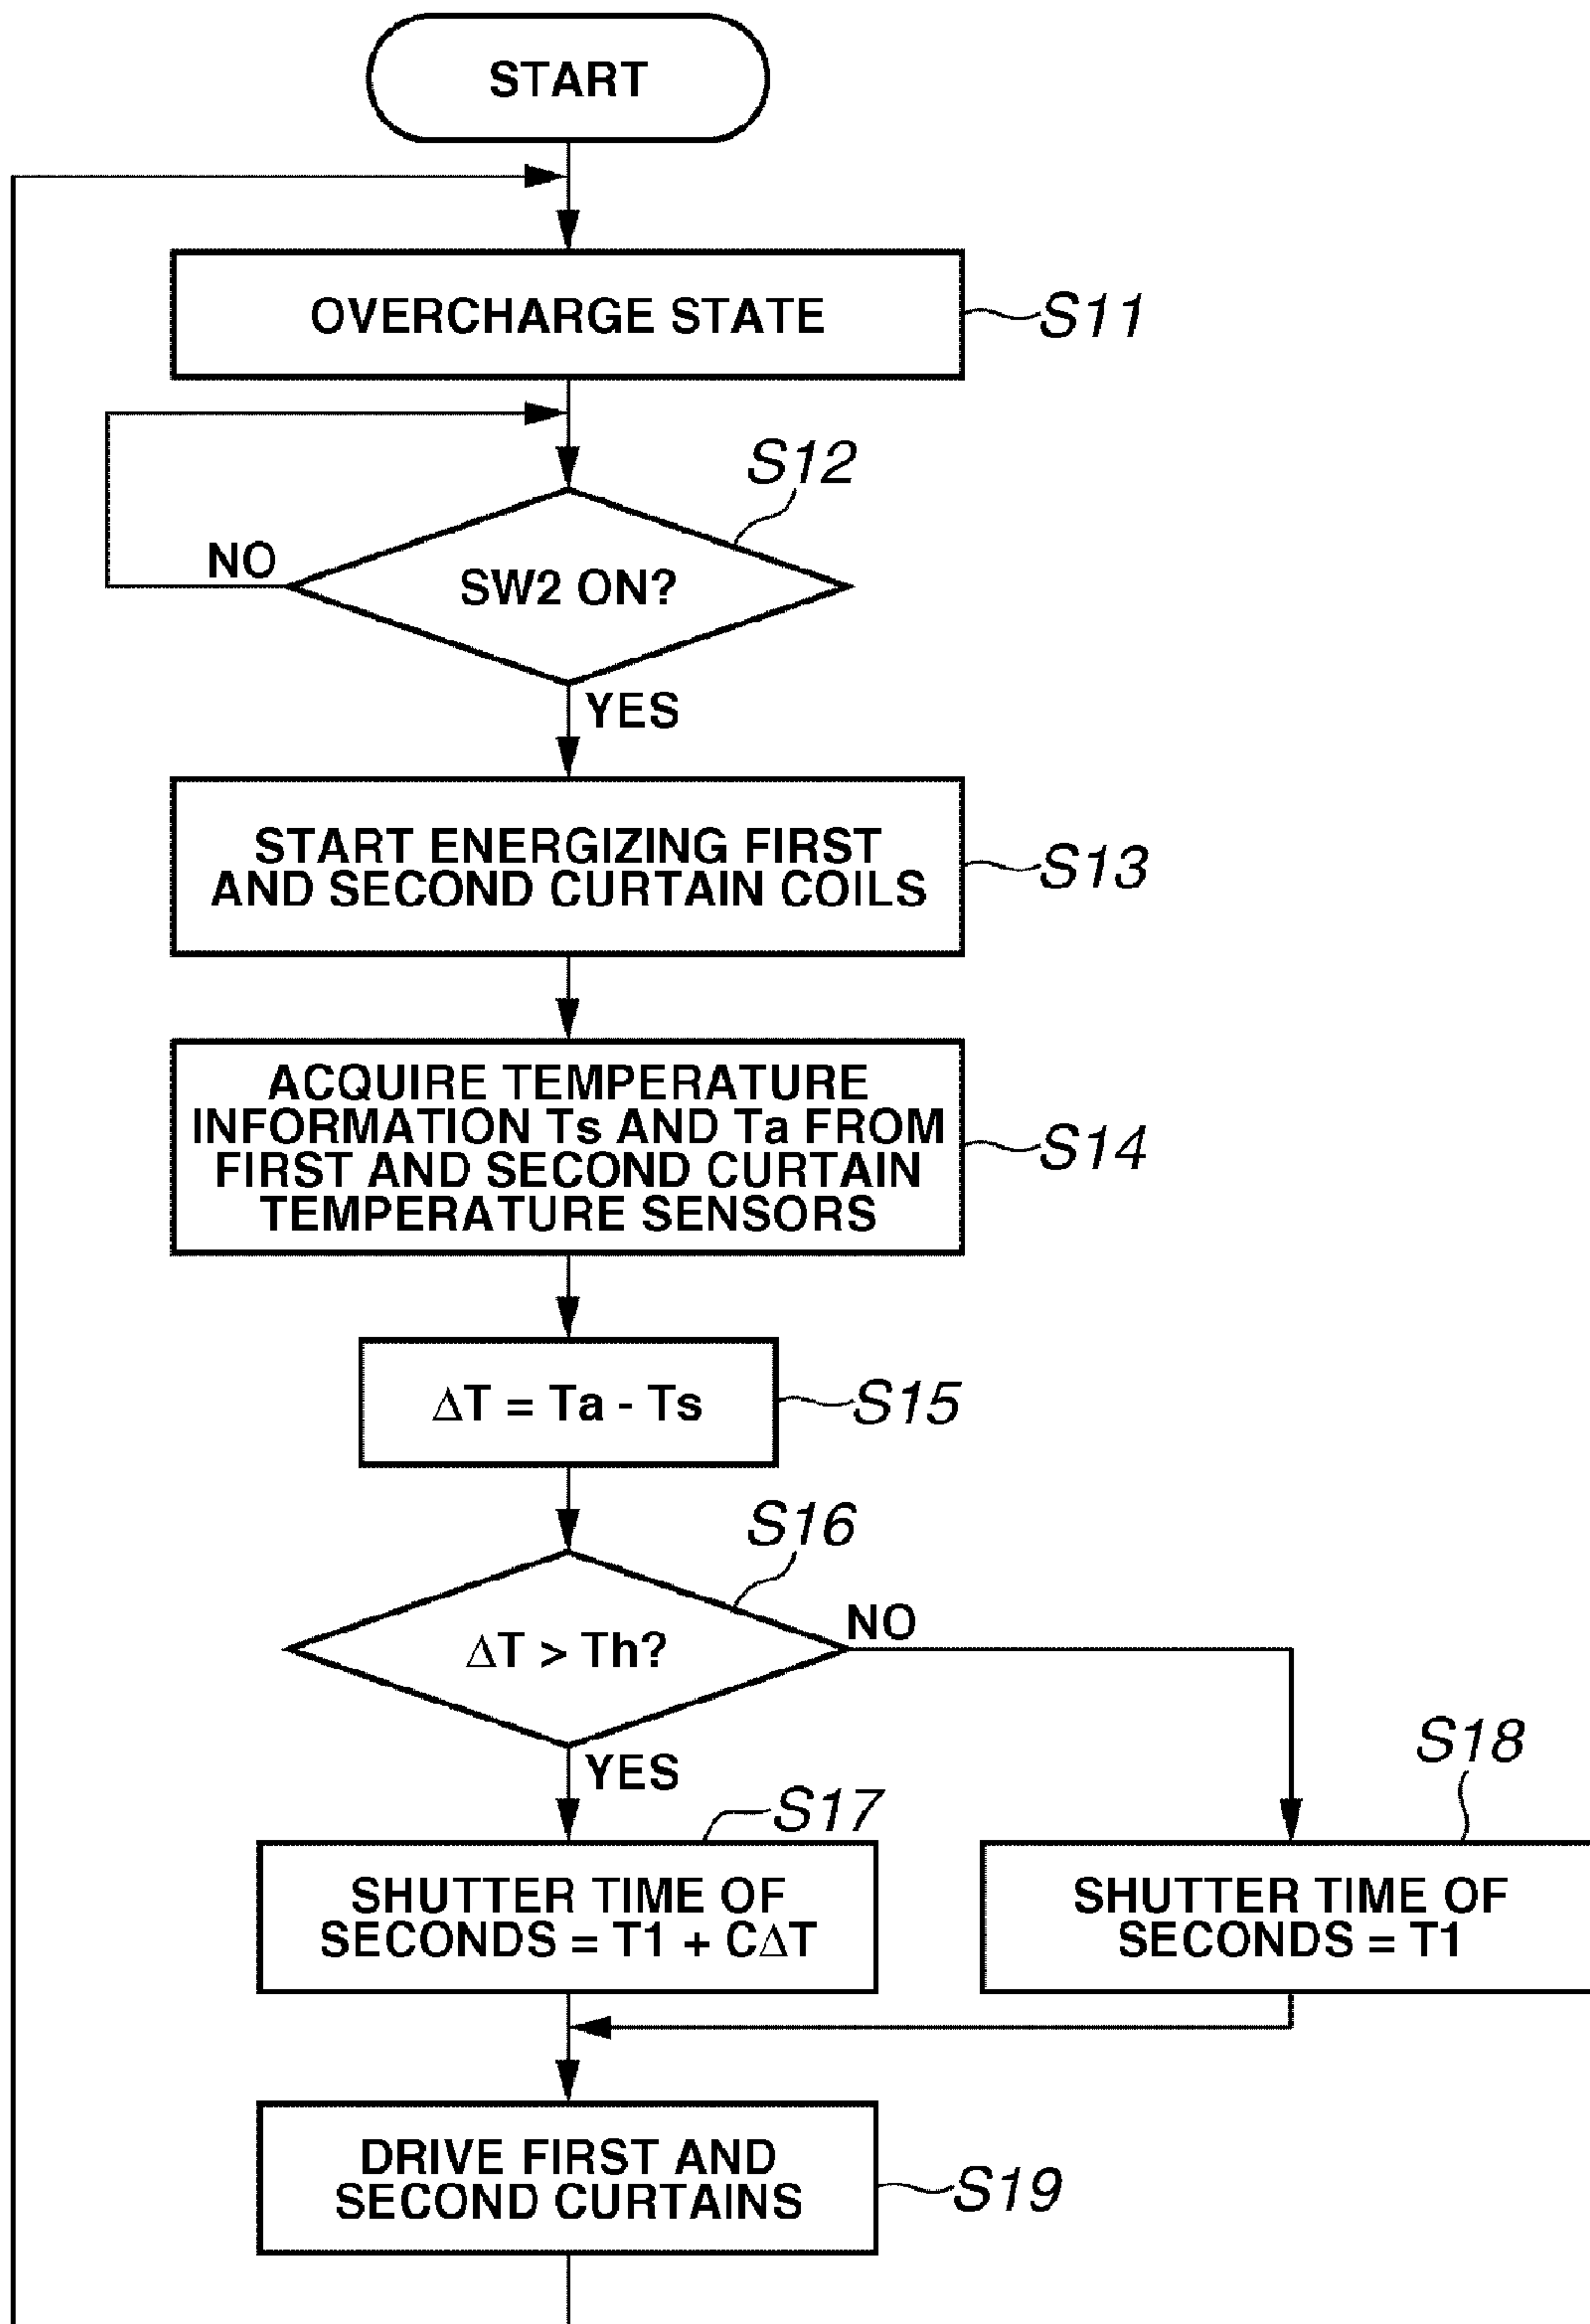 START
OVERCHARGE STATE
S11
S12
NO
SW2 ON?
YES
START ENERGIZING FIRST
AND SECOND CURTAIN COILS
S13
ACQUIRE TEMPERATURE
INFORMATION Ts AND Ta FROM
FIRST AND SECOND CURTAIN
TEMPERATURE SENSORS
S14
ΔT = Ta - Ts
S15
S16
NO
ΔT > Th?
YES
S17
S18
SHUTTER TIME OF
SECONDS = T1 + CΔT
SHUTTER TIME OF
SECONDS = T1
DRIVE FIRST AND
SECOND CURTAINS
S19